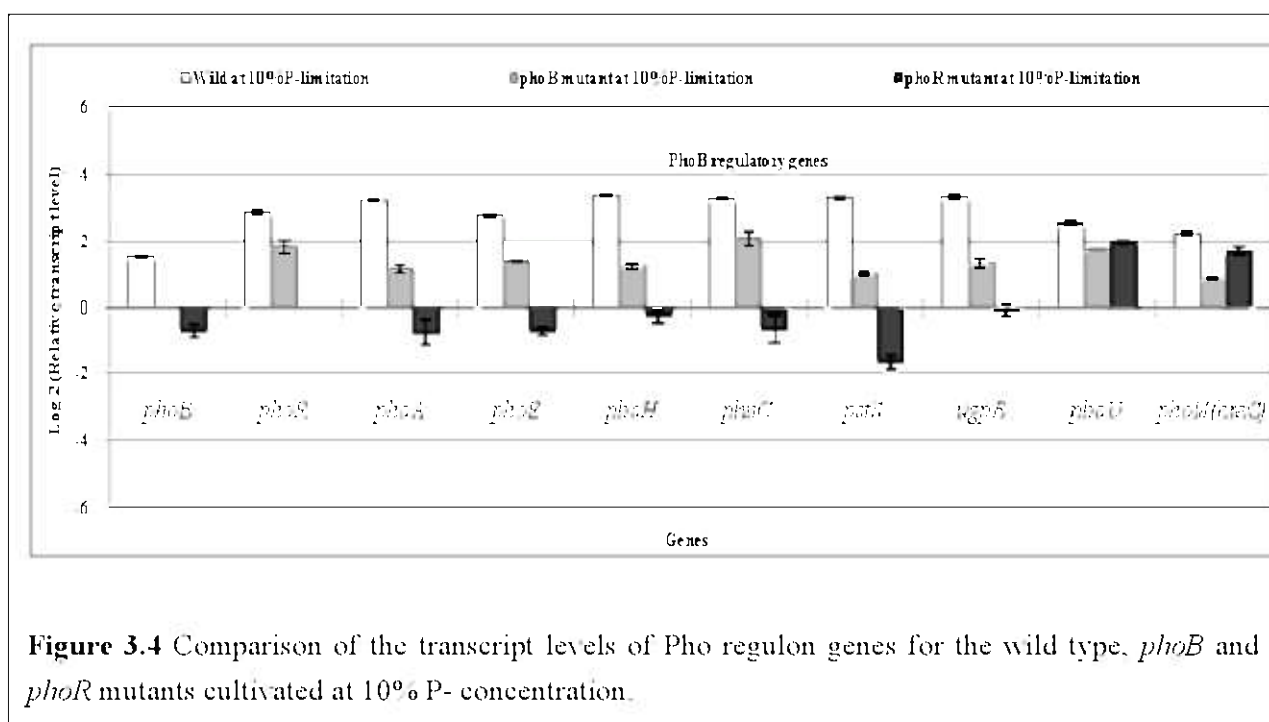 Wild at 10%P-limitation phoB mutant at 10%P-limitation phoR mutant at 10%P-limitation
PhoB regulatory genes
Log 2 (Relative transcript level)
6
4
2
0
-2
-4
-6
phoB phoR phoA phoE phoH phnC ugpB phoU phoM(creC)
Genes
Figure 3.4 Comparison of the transcript levels of Pho regulon genes for the wild type, phoB and
phoR mutants cultivated at 10% P- concentration.